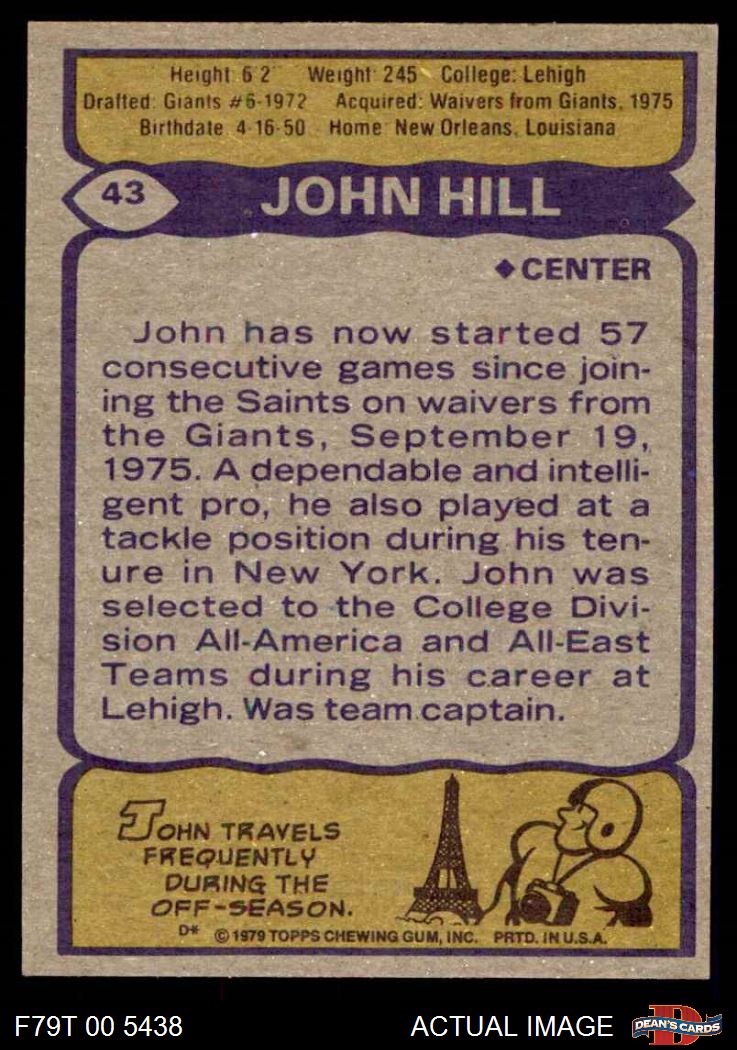 Height 6 2 Weight 245 College: Lehigh
Drafted: Giants #6-1972 Acquired: Waivers from Giants, 1975
Birthdate 4-16-50 Home New Orleans, Louisiana
43 JOHN HILL
◆CENTER
John has now started 57
consecutive games since join-
ing the Saints on waivers from
the Giants, September 19,
1975. A dependable and intelli-
gent pro, he also played at a
tackle position during his ten-
ure in New York. John was
selected to the College Divi-
sion All-America and All-East
Teams during his career at
Lehigh. Was team captain.
JOHN TRAVELS
FREQUENTLY
DURING THE
OFF-SEASON.
D* © 1979 TOPPS CHEWING GUM, INC. PRTD. IN U.S.A.
F79T 00 5438 ACTUAL IMAGE DEAN'S CARDS